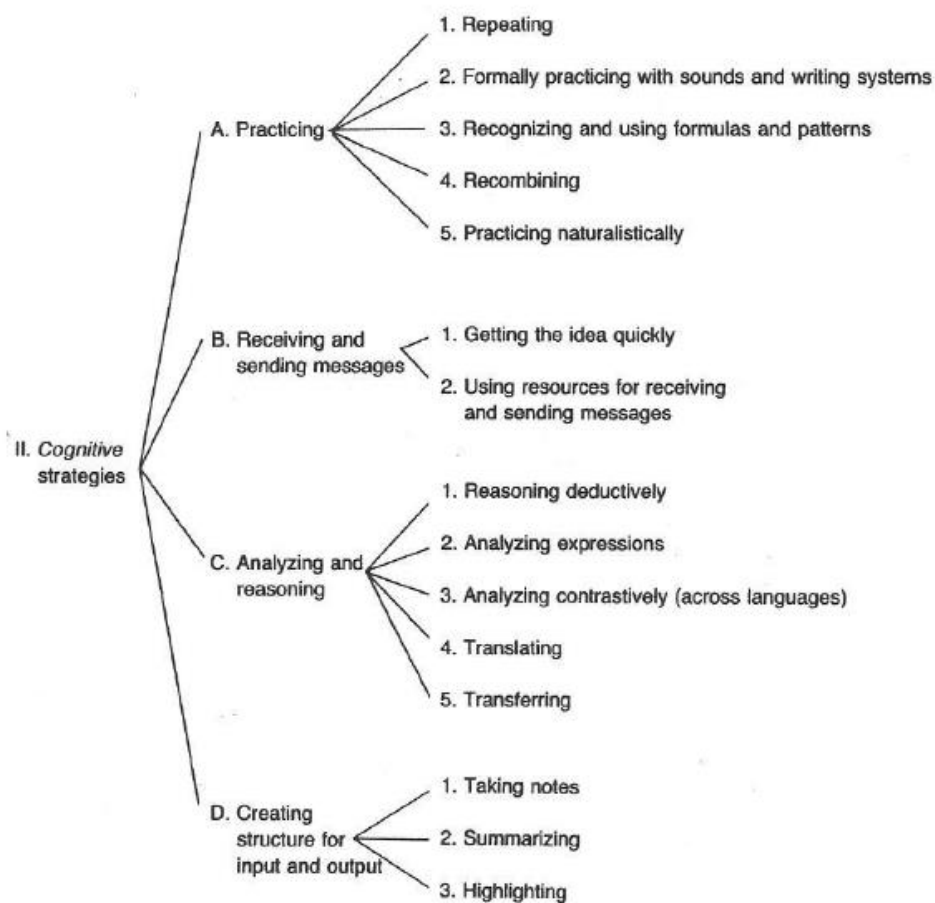 II. Cognitive
strategies
A. Practicing
1. Repeating
2. Formally practicing with sounds and writing systems
3. Recognizing and using formulas and patterns
4. Recombining
5. Practicing naturalistically
B. Receiving and
sending messages
1. Getting the idea quickly
2. Using resources for receiving
and sending messages
C. Analyzing and
reasoning
1. Reasoning deductively
2. Analyzing expressions
3. Analyzing contrastively (across languages)
4. Translating
5. Transferring
D. Creating
structure for
input and output
1. Taking notes
2. Summarizing
3. Highlighting